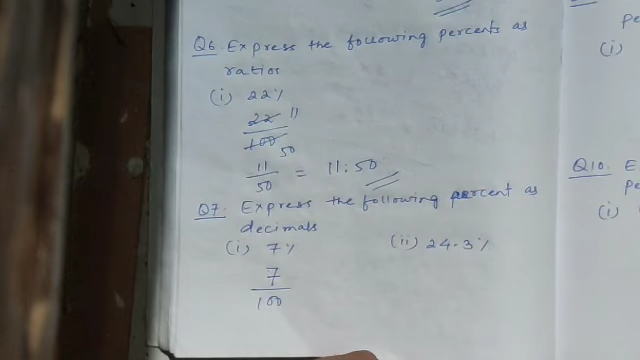 Q6. Express the following percents as
ratios
(i) 22%
22 11
100 50
11
50 = 11:50
Q7. Express the following percent as
decimals
(i) 7% (ii) 24.3%
7
100
pe
(i)
Q10. E
pe
(i)